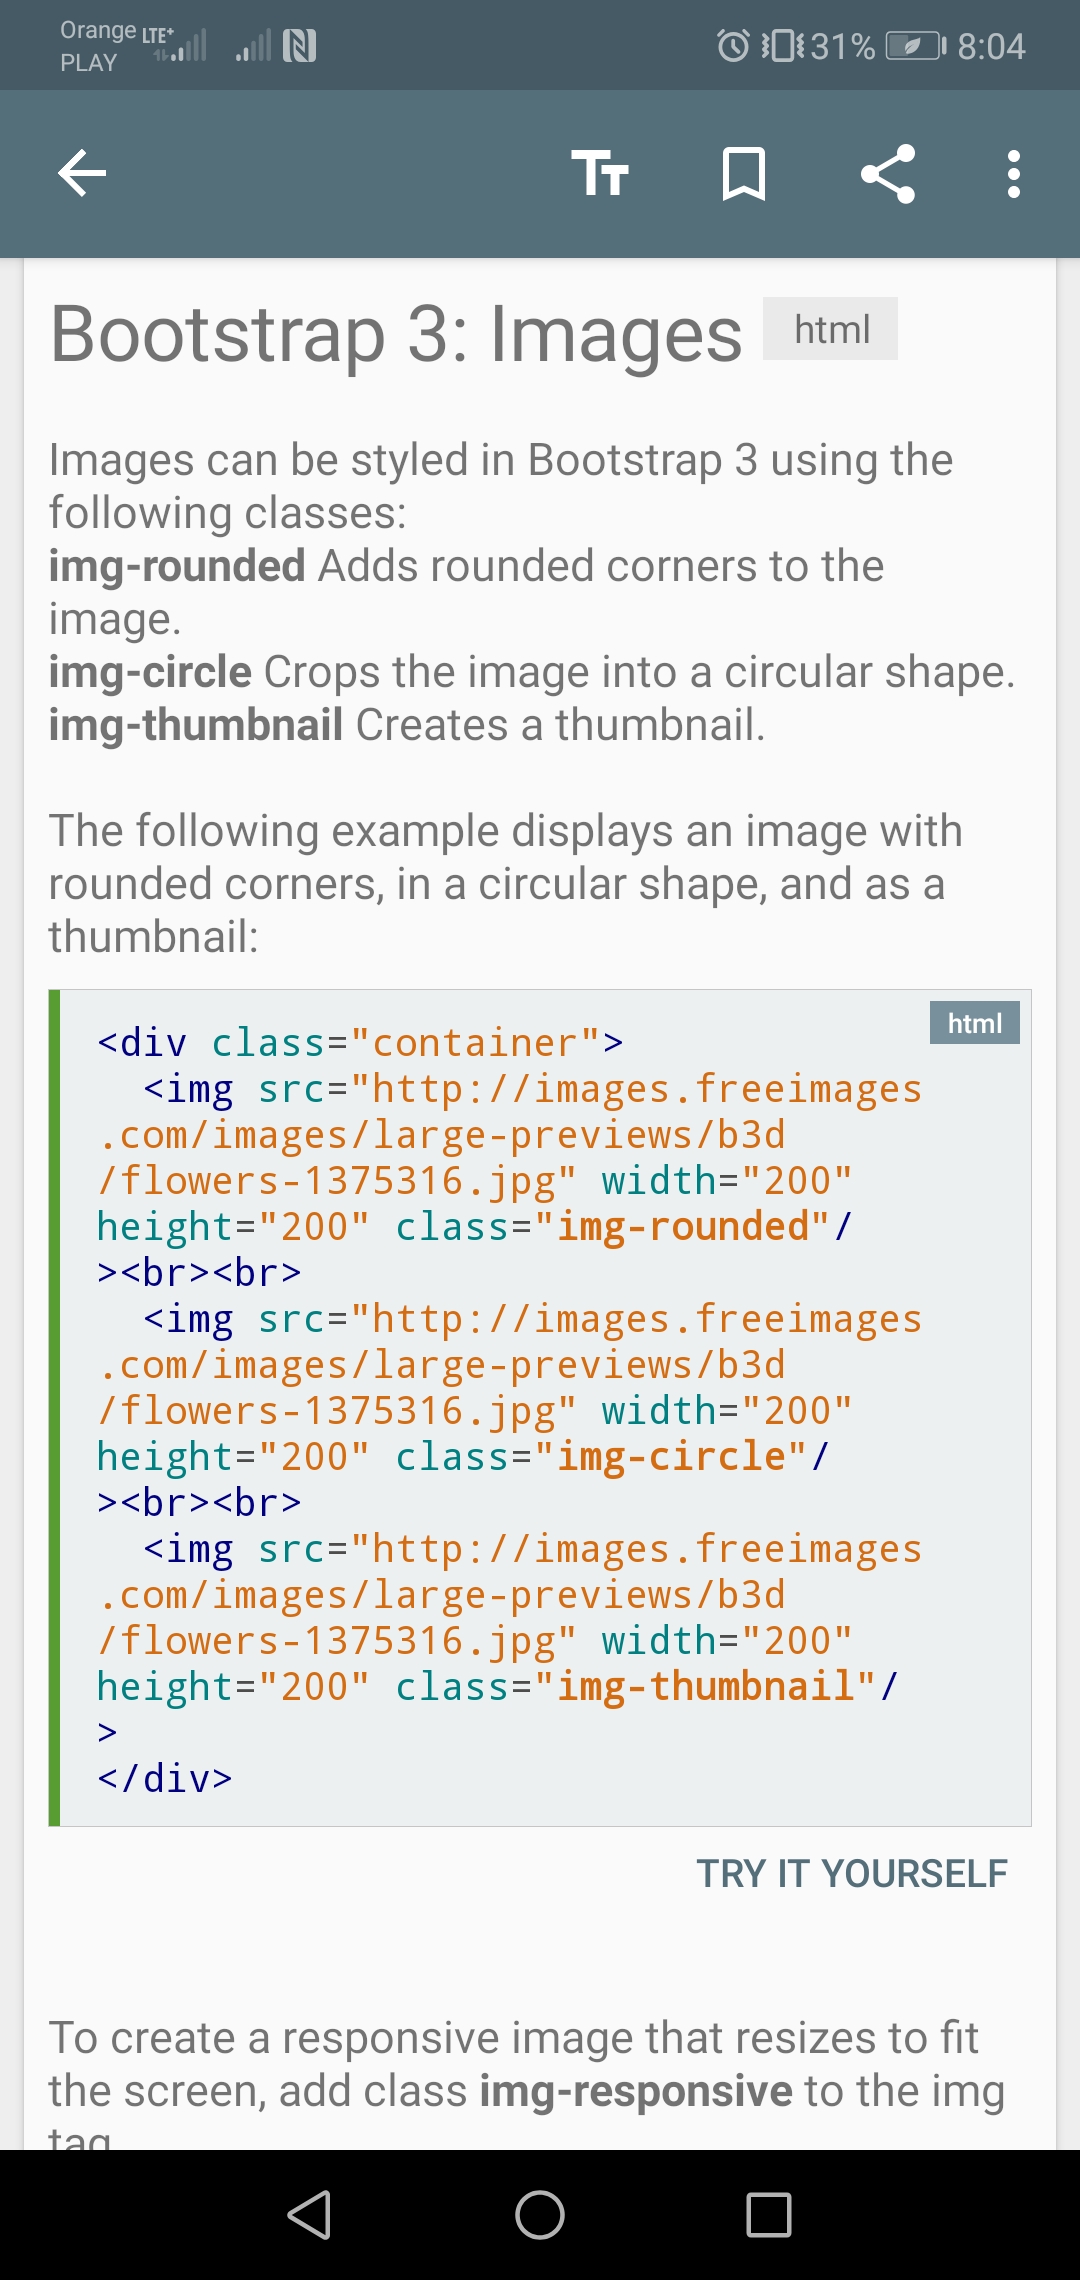 Orange LTE+
PLAY
31% 8:04
Bootstrap 3: Images html
Images can be styled in Bootstrap 3 using the
following classes:
img-rounded Adds rounded corners to the
image.
img-circle Crops the image into a circular shape.
img-thumbnail Creates a thumbnail.
The following example displays an image with
rounded corners, in a circular shape, and as a
thumbnail:
html
<div class="container">
  <img src="http://images.freeimages
.com/images/large-previews/b3d
/flowers-1375316.jpg" width="200"
height="200" class="img-rounded"/
><br><br>
  <img src="http://images.freeimages
.com/images/large-previews/b3d
/flowers-1375316.jpg" width="200"
height="200" class="img-circle"/
><br><br>
  <img src="http://images.freeimages
.com/images/large-previews/b3d
/flowers-1375316.jpg" width="200"
height="200" class="img-thumbnail"/
>
</div>
TRY IT YOURSELF
To create a responsive image that resizes to fit
the screen, add class img-responsive to the img
tag